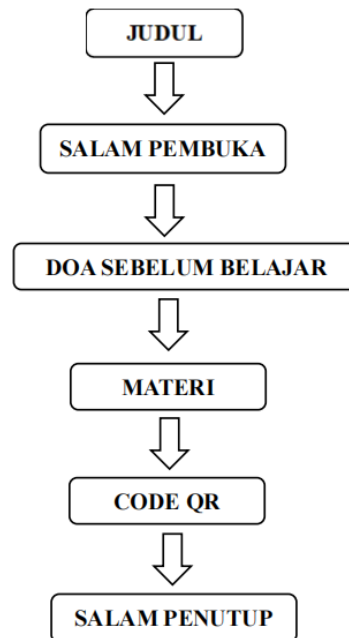 JUDUL
SALAM PEMBUKA
DOA SEBELUM BELAJAR
MATERI
CODE QR
SALAM PENUTUP